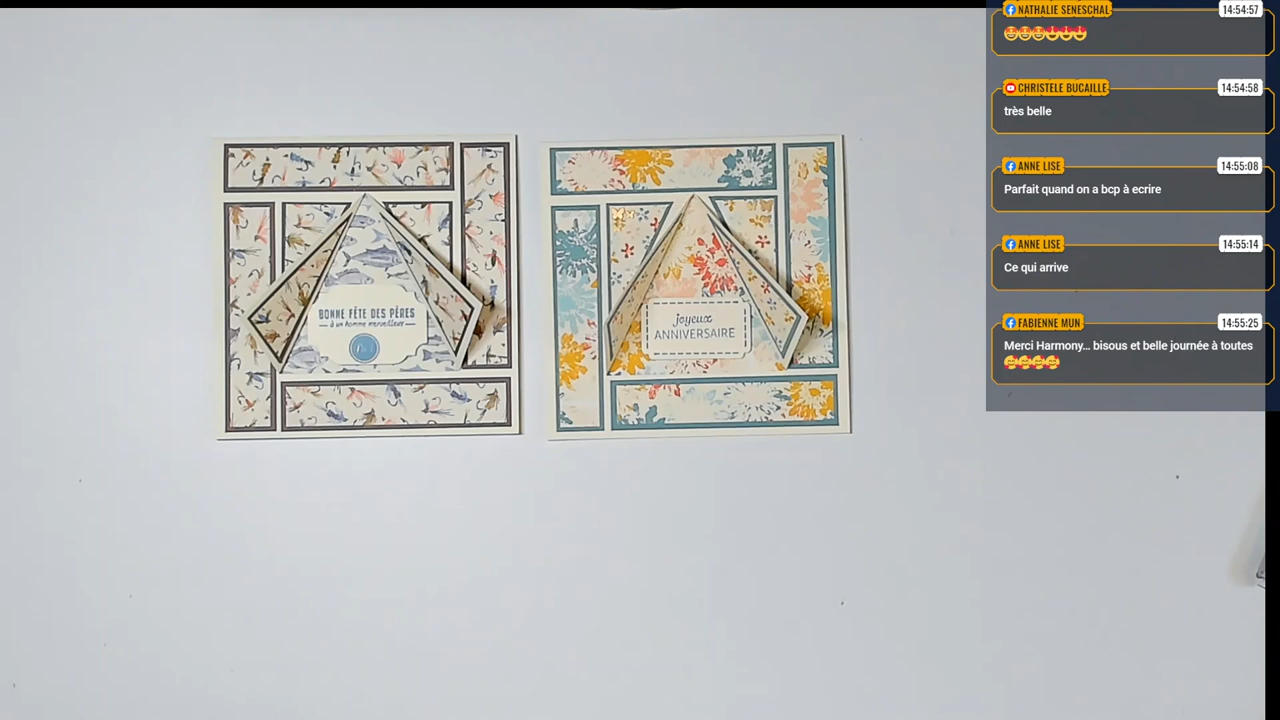 NATHALIE SENESCHAL
14:54:57
CHRISTELE BUCAILLE
14:54:58
très belle
ANNE LISE
14:55:08
Parfait quand on a bcp à ecrire
ANNE LISE
14:55:14
Ce qui arrive
FABIENNE MUN
14:55:25
Merci Harmony... bisous et belle journée à toutes
BONNE FÊTE DES PÈRES
à un homme merveilleux
joyeux
ANNIVERSAIRE